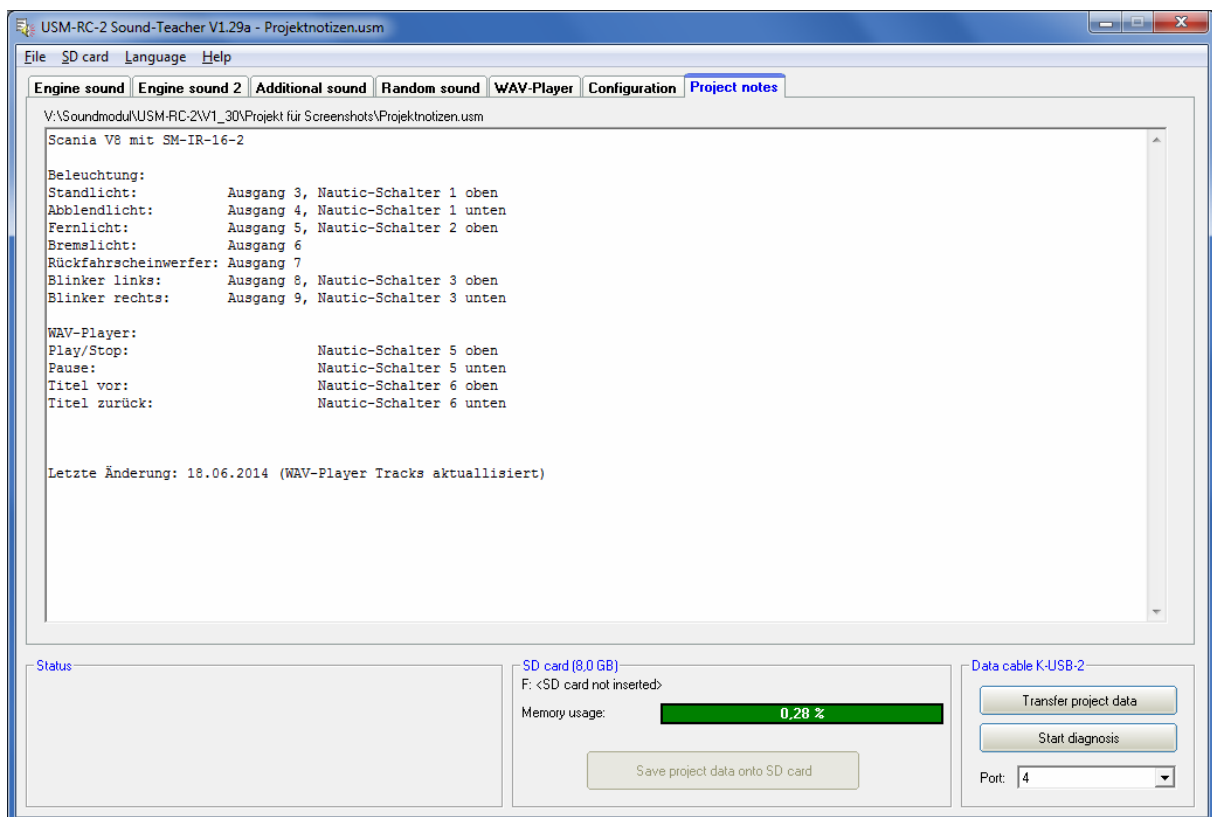 USM-RC-2 Sound-Teacher V1.29a - Projektnotizen.usm
File SD card Language Help
Engine sound Engine sound 2 Additional sound Random sound WAV-Player Configuration Project notes
V:\Soundmodul\USM-RC-2\V1_30\Projekt für Screenshots\Projektnotizen.usm
Scania V8 mit SM-IR-16-2
Beleuchtung:
Standlicht: Ausgang 3, Nautic-Schalter 1 oben
Abblendlicht: Ausgang 4, Nautic-Schalter 1 unten
Fernlicht: Ausgang 5, Nautic-Schalter 2 oben
Bremslicht: Ausgang 6
Rückfahrscheinwerfer: Ausgang 7
Blinker links: Ausgang 8, Nautic-Schalter 3 oben
Blinker rechts: Ausgang 9, Nautic-Schalter 3 unten
WAV-Player:
Play/Stop: Nautic-Schalter 5 oben
Pause: Nautic-Schalter 5 unten
Titel vor: Nautic-Schalter 6 oben
Titel zurück: Nautic-Schalter 6 unten
Letzte Änderung: 18.06.2014 (WAV-Player Tracks aktuallisiert)
Status
SD card (8,0 GB)
F: <SD card not inserted>
Memory usage: 0,28 %
Save project data onto SD card
Data cable K-USB-2
Transfer project data
Start diagnosis
Port: 4